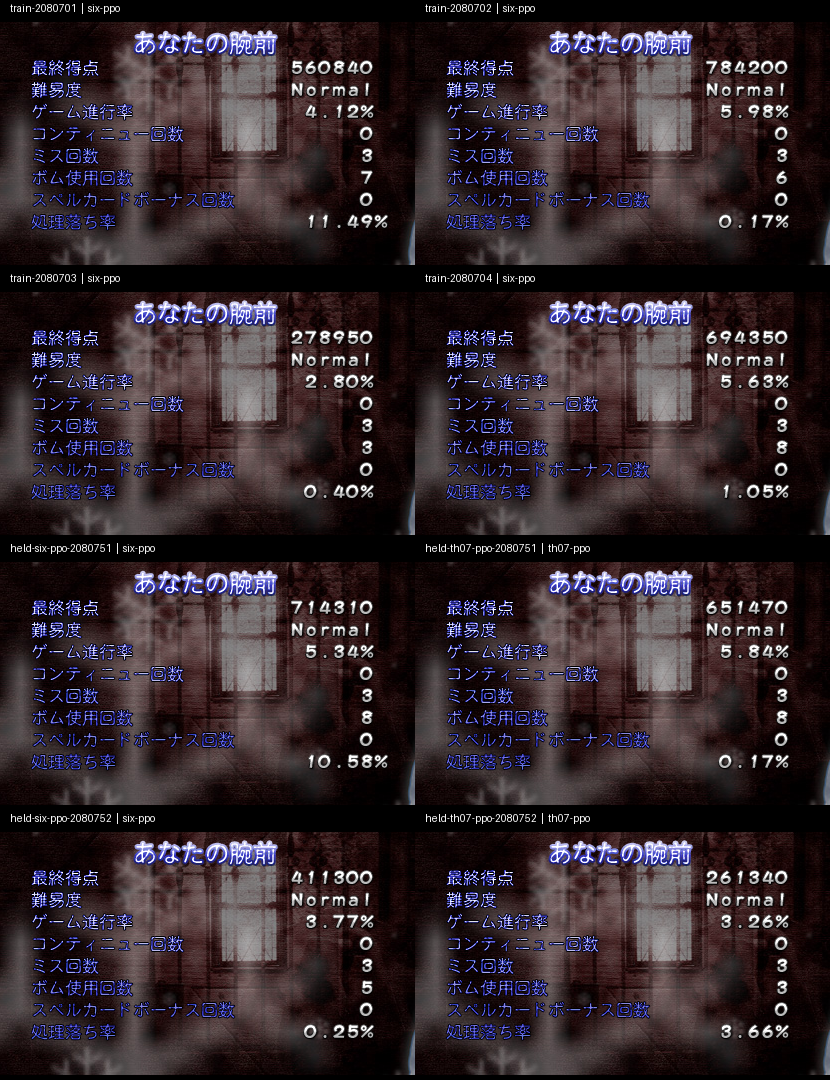 train-2080701 | six-ppo
あなたの腕前
最終得点 560840
難易度 Normal
ゲーム進行率 4.12%
コンティニュー回数 0
ミス回数 3
ボム使用回数 7
スペルカードボーナス回数 0
処理落ち率 11.49%
train-2080702 | six-ppo
あなたの腕前
最終得点 784200
難易度 Normal
ゲーム進行率 5.98%
コンティニュー回数 0
ミス回数 3
ボム使用回数 6
スペルカードボーナス回数 0
処理落ち率 0.17%
train-2080703 | six-ppo
あなたの腕前
最終得点 278950
難易度 Normal
ゲーム進行率 2.80%
コンティニュー回数 0
ミス回数 3
ボム使用回数 3
スペルカードボーナス回数 0
処理落ち率 0.40%
train-2080704 | six-ppo
あなたの腕前
最終得点 694350
難易度 Normal
ゲーム進行率 5.63%
コンティニュー回数 0
ミス回数 3
ボム使用回数 8
スペルカードボーナス回数 0
処理落ち率 1.05%
held-six-ppo-2080751 | six-ppo
あなたの腕前
最終得点 714310
難易度 Normal
ゲーム進行率 5.34%
コンティニュー回数 0
ミス回数 3
ボム使用回数 8
スペルカードボーナス回数 0
処理落ち率 10.58%
held-th07-ppo-2080751 | th07-ppo
あなたの腕前
最終得点 651470
難易度 Normal
ゲーム進行率 5.84%
コンティニュー回数 0
ミス回数 3
ボム使用回数 8
スペルカードボーナス回数 0
処理落ち率 0.17%
held-six-ppo-2080752 | six-ppo
あなたの腕前
最終得点 411300
難易度 Normal
ゲーム進行率 3.77%
コンティニュー回数 0
ミス回数 3
ボム使用回数 5
スペルカードボーナス回数 0
処理落ち率 0.25%
held-th07-ppo-2080752 | th07-ppo
あなたの腕前
最終得点 261340
難易度 Normal
ゲーム進行率 3.26%
コンティニュー回数 0
ミス回数 3
ボム使用回数 3
スペルカードボーナス回数 0
処理落ち率 3.66%